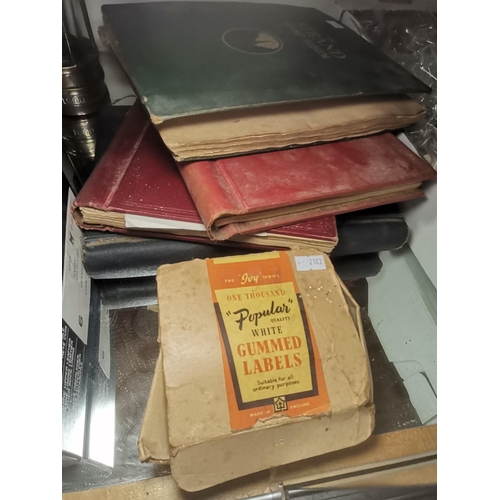 THE "Ivy" SERIES
ONE THOUSAND
"Popular"
QUALITY
WHITE
GUMMED
LABELS
Suitable for all
ordinary purposes
MADE IN ENGLAND